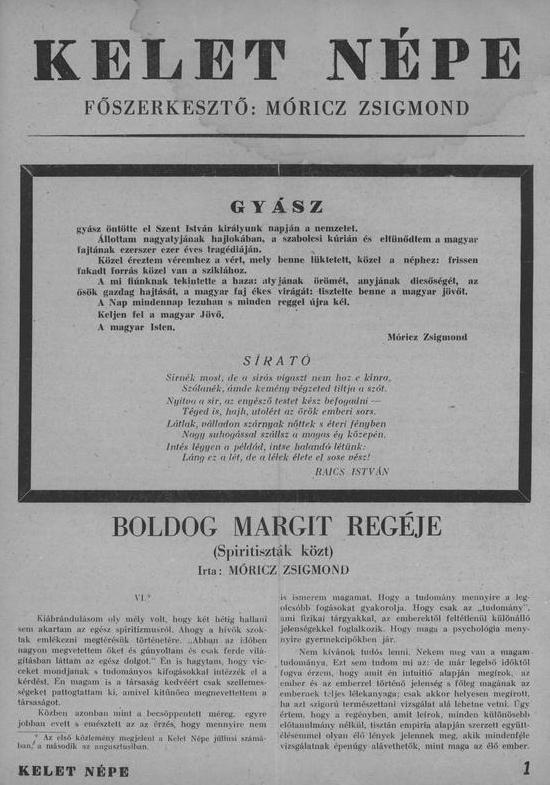 KELET NÉPE
FŐSZERKESZTŐ: MÓRICZ ZSIGMOND
GYÁSZ
gyász öntötte el Szent István királyunk napján a nemzetet.
Állottam nagyatyjának hajlokában, a szabolcsi kúrián és eltünődtem a magyar
fajtának ezerszer ezer éves tragédiáján.
Közel éreztem véremhez a vért, mely benne lüktetett, közel a néphez: frissen
fakadt forrás közel van a sziklához.
A mi fiúnknak tekintette a haza: atyjának örömét, anyjának dicsőségét, az
ősök gazdag hajtását, a magyar faj ékes virágát: tisztelte benne a magyar jövőt.
A Nap mindennap lezuhan s minden reggel újra kél.
Keljen fel a magyar Jövő.
A magyar Isten.
Móricz Zsigmond
SÍRATÓ
Sírnék most, de a sírás vigaszt nem hoz e kínra,
Szólanék, ámde kemény végzeted tiltja a szót.
Nyitva a sír, az enyésző testet kész befogadni —
Téged is, hajh, utolért az örök emberi sors.
Látlak, válladon szárnyak nőttek s éteri fényben
Nagy suhogással szállsz a magas ég közepén.
Intés légyen a példád, intse halandó létünk:
Láng ez a lét, de a lélek élete el sose vész!
RAICS ISTVÁN
BOLDOG MARGIT REGÉJE
(Spiritiszták közt)
Irta: MÓRICZ ZSIGMOND
VI.*
Kiábrándulásom oly mély volt, hogy két hétig hallani
sem akartam az egész spiritizmusról. Ahogy a hívők szok-
tak emlékezni megtérésük történetére. „Abban az időben
nagyon megvetettem őket és gúnyoltam és csak ferde vilá-
gításban láttam az egész dolgot." Én is hagytam, hogy vic-
ceket mondjanak s tudományos kifogásokkal intézzék el a
kérdést. Én magam is a társaság kedvéért csak szellemes-
ségeket pattogtattam ki, amivel kitünően megnevettettem a
társaságot.
Közben azonban mint a becsöppentett méreg, egyre
jobban evett s emésztett az az érzés, hogy mennyire nem
* Az első közlemény megjelent a Kelet Népe júliusi számá-
ban, a második az augusztusiban.
is ismerem magamat. Hogy a tudomány mennyire a leg-
olcsóbb fogásokat gyakorolja. Hogy csak az „tudomány",
ami fizikai tárgyakkal, az emberektől feltétlenül különálló
jelenségekkel foglalkozik. Hogy maga a psychológia meny-
nyire gyermekcipőkben jár.
Nem kívánok tudós lenni. Nekem meg van a magam
tudománya. Ezt sem tudom mi az: de már legelső időktől
fogva érzem, hogy amit én intuitió alapján megírok, az
ember és az emberrel történő jelenség s főleg magának az
embernek teljes lélekanyaga; csak akkor helyesen megírott,
ha azt szigorú természettani vizsgálat alá lehetne vetni. Úgy
értem, hogy a regényben, amit leírok, minden különösebb
előtanulmány nélkül, tisztán empiria alapján szerzett együtt-
élésemmel olyan élő lények jelennek meg, akik mindenféle
vizsgálatnak épenúgy alávethetők, mint maga az élő ember.
KELET NÉPE
1